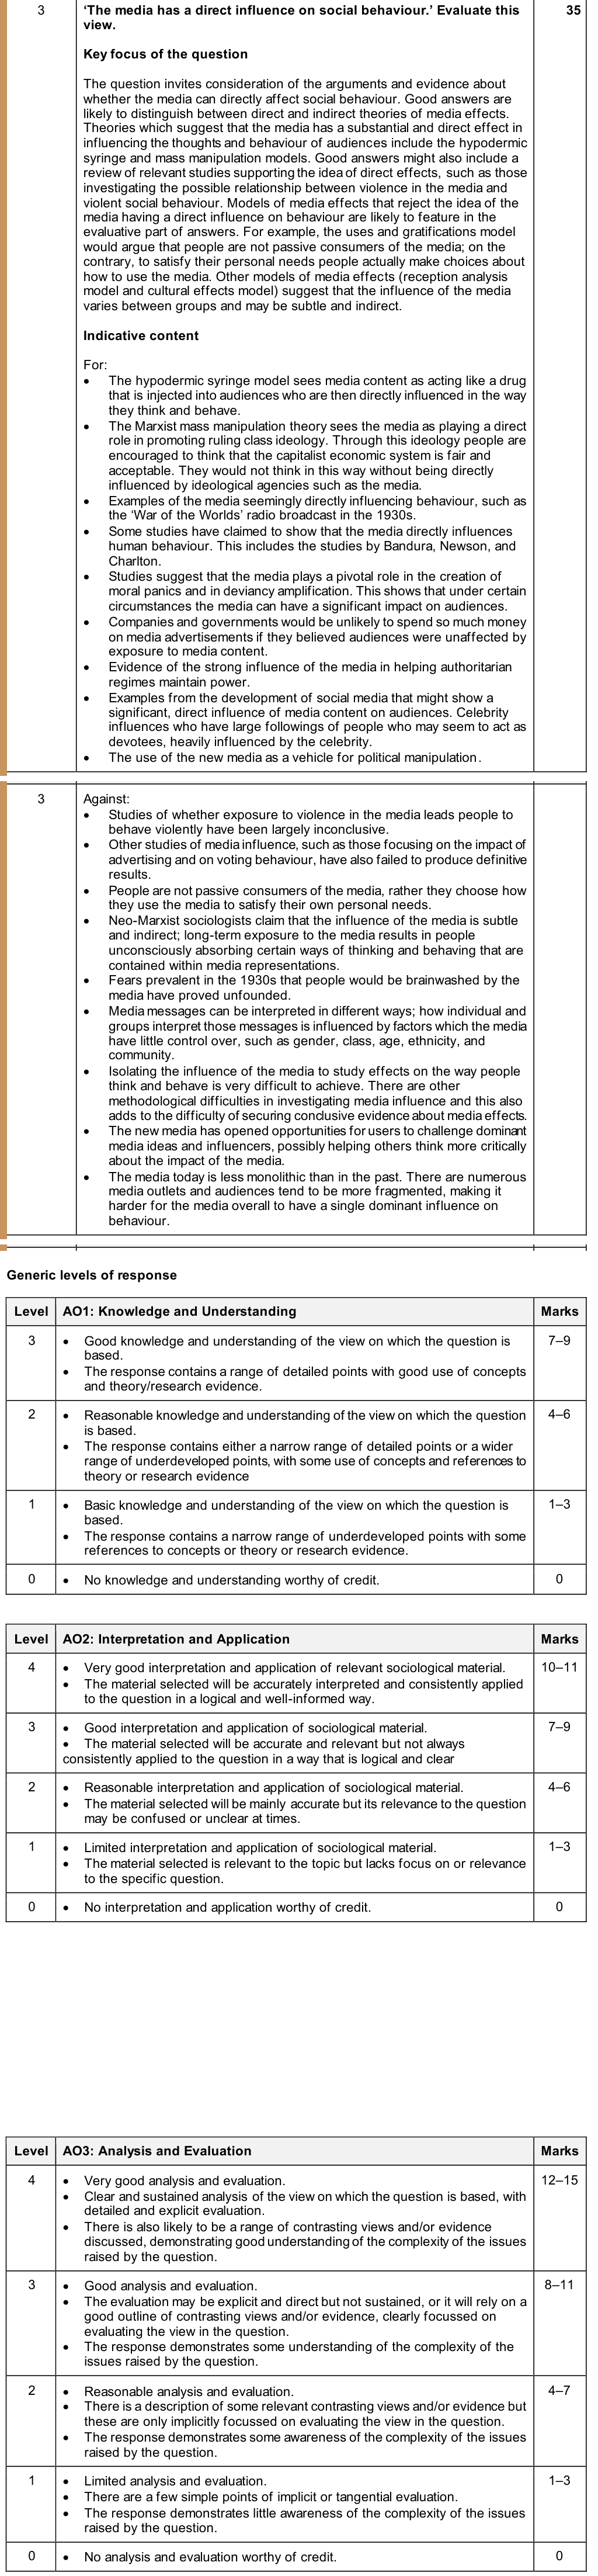 3
‘The media has a direct influence on social behaviour.’ Evaluate this
view.
35
Key focus of the question
The question invites consideration of the arguments and evidence about
whether the media can directly affect social behaviour. Good answers are
likely to distinguish between direct and indirect theories of media effects.
Theories which suggest that the media has a substantial and direct effect in
influencing the thoughts and behaviour of audiences include the hypodermic
syringe and mass manipulation models. Good answers might also include a
review of relevant studies supporting the idea of direct effects, such as those
investigating the possible relationship between violence in the media and
violent social behaviour. Models of media effects that reject the idea of the
media having a direct influence on behaviour are likely to feature in the
evaluative part of answers. For example, the uses and gratifications model
would argue that people are not passive consumers of the media; on the
contrary, to satisfy their personal needs people actually make choices about
how to use the media. Other models of media effects (reception analysis
model and cultural effects model) suggest that the influence of the media
varies between groups and may be subtle and indirect.
Indicative content
For:
• The hypodermic syringe model sees media content as acting like a drug
that is injected into audiences who are then directly influenced in the way
they think and behave.
• The Marxist mass manipulation theory sees the media as playing a direct
role in promoting ruling class ideology. Through this ideology people are
encouraged to think that the capitalist economic system is fair and
acceptable. They would not think in this way without being directly
influenced by ideological agencies such as the media.
• Examples of the media seemingly directly influencing behaviour, such as
the ‘War of the Worlds’ radio broadcast in the 1930s.
• Some studies have claimed to show that the media directly influences
human behaviour. This includes the studies by Bandura, Newson, and
Charlton.
• Studies suggest that the media plays a pivotal role in the creation of
moral panics and in deviancy amplification. This shows that under certain
circumstances the media can have a significant impact on audiences.
• Companies and governments would be unlikely to spend so much money
on media advertisements if they believed audiences were unaffected by
exposure to media content.
• Evidence of the strong influence of the media in helping authoritarian
regimes maintain power.
• Examples from the development of social media that might show a
significant, direct influence of media content on audiences. Celebrity
influences who have large followings of people who may seem to act as
devotees, heavily influenced by the celebrity.
• The use of the new media as a vehicle for political manipulation.
3
Against:
• Studies of whether exposure to violence in the media leads people to
behave violently have been largely inconclusive.
• Other studies of media influence, such as those focusing on the impact of
advertising and on voting behaviour, have also failed to produce definitive
results.
• People are not passive consumers of the media, rather they choose how
they use the media to satisfy their own personal needs.
• Neo-Marxist sociologists claim that the influence of the media is subtle
and indirect; long-term exposure to the media results in people
unconsciously absorbing certain ways of thinking and behaving that are
contained within media representations.
• Fears prevalent in the 1930s that people would be brainwashed by the
media have proved unfounded.
• Media messages can be interpreted in different ways; how individual and
groups interpret those messages is influenced by factors which the media
have little control over, such as gender, class, age, ethnicity, and
community.
• Isolating the influence of the media to study effects on the way people
think and behave is very difficult to achieve. There are other
methodological difficulties in investigating media influence and this also
adds to the difficulty of securing conclusive evidence about media effects.
• The new media has opened opportunities for users to challenge dominant
media ideas and influencers, possibly helping others think more critically
about the impact of the media.
• The media today is less monolithic than in the past. There are numerous
media outlets and audiences tend to be more fragmented, making it
harder for the media overall to have a single dominant influence on
behaviour.
Generic levels of response
Level AO1: Knowledge and Understanding Marks
3 • Good knowledge and understanding of the view on which the question is 7–9
based.
• The response contains a range of detailed points with good use of concepts
and theory/research evidence.
2 • Reasonable knowledge and understanding of the view on which the question 4–6
is based.
• The response contains either a narrow range of detailed points or a wider
range of underdeveloped points, with some use of concepts and references to
theory or research evidence
1 • Basic knowledge and understanding of the view on which the question is 1–3
based.
• The response contains a narrow range of underdeveloped points with some
references to concepts or theory or research evidence.
0 • No knowledge and understanding worthy of credit. 0
Level AO2: Interpretation and Application Marks
4 • Very good interpretation and application of relevant sociological material. 10–11
• The material selected will be accurately interpreted and consistently applied
to the question in a logical and well-informed way.
3 • Good interpretation and application of sociological material. 7–9
• The material selected will be accurate and relevant but not always
consistently applied to the question in a way that is logical and clear
2 • Reasonable interpretation and application of sociological material. 4–6
• The material selected will be mainly accurate but its relevance to the question
may be confused or unclear at times.
1 • Limited interpretation and application of sociological material. 1–3
• The material selected is relevant to the topic but lacks focus on or relevance
to the specific question.
0 • No interpretation and application worthy of credit. 0
Level AO3: Analysis and Evaluation Marks
4 • Very good analysis and evaluation. 12–15
• Clear and sustained analysis of the view on which the question is based, with
detailed and explicit evaluation.
• There is also likely to be a range of contrasting views and/or evidence
discussed, demonstrating good understanding of the complexity of the issues
raised by the question.
3 • Good analysis and evaluation. 8–11
• The evaluation may be explicit and direct but not sustained, or it will rely on a
good outline of contrasting views and/or evidence, clearly focussed on
evaluating the view in the question.
• The response demonstrates some understanding of the complexity of the
issues raised by the question.
2 • Reasonable analysis and evaluation. 4–7
• There is a description of some relevant contrasting views and/or evidence but
these are only implicitly focussed on evaluating the view in the question.
• The response demonstrates some awareness of the complexity of the issues
raised by the question.
1 • Limited analysis and evaluation. 1–3
• There are a few simple points of implicit or tangential evaluation.
• The response demonstrates little awareness of the complexity of the issues
raised by the question.
0 • No analysis and evaluation worthy of credit. 0